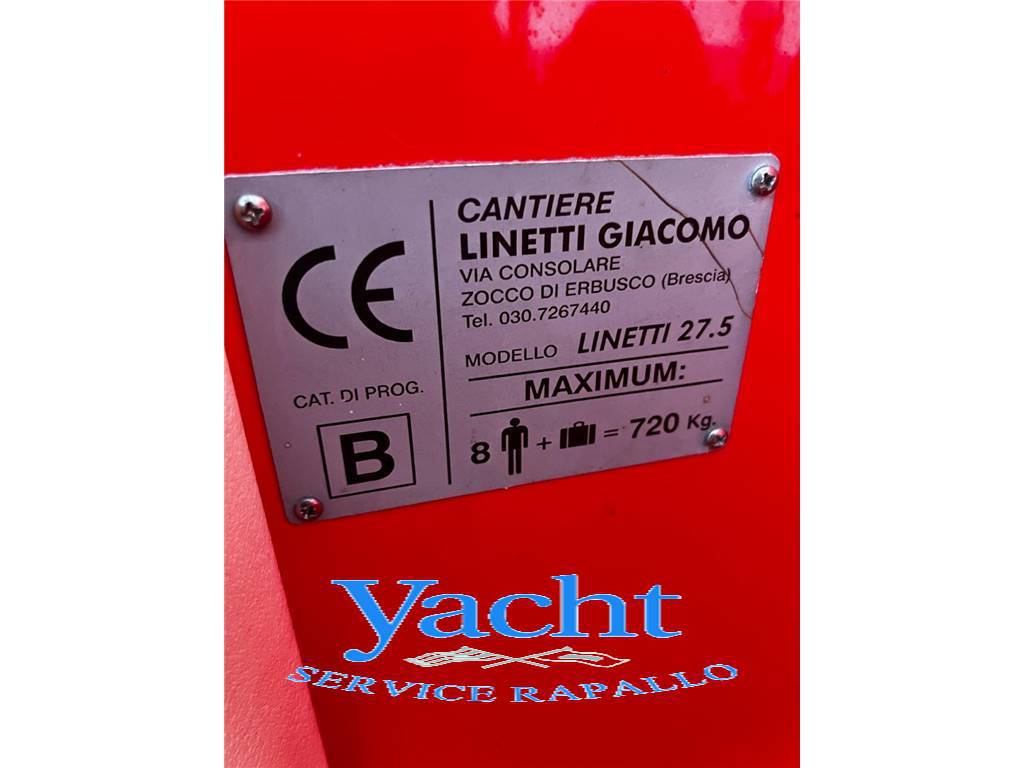 CE
CAT. DI PROG.
B
CANTIERE
LINETTI GIACOMO
VIA CONSOLARE
ZOCCO DI ERBUSCO (Brescia)
Tel. 030.7267440
MODELLO LINETTI 27.5
MAXIMUM:
8 + = 720 Kg.
yacht
SERVICE RAPALLO